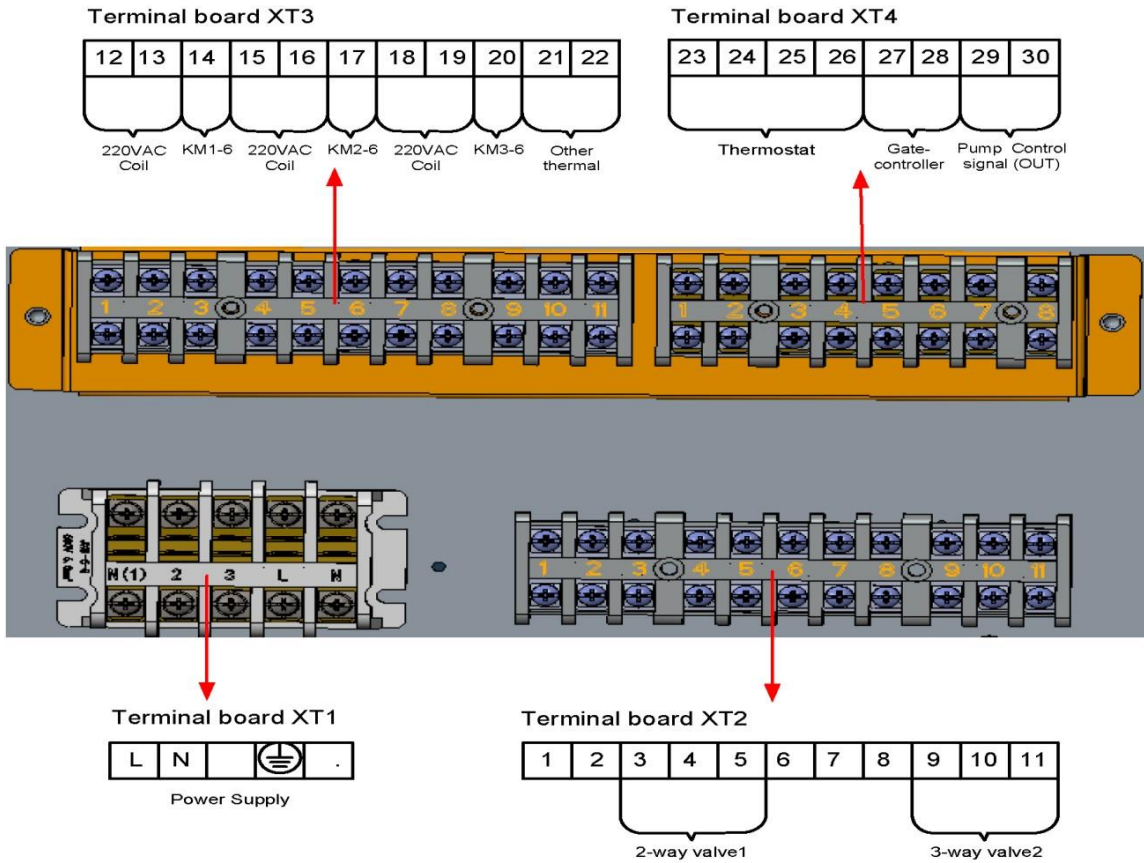 Terminal board XT3
12 13 14 15 16 17 18 19 20 21 22
220VAC Coil
KM1-6
220VAC Coil
KM2-6
220VAC Coil
KM3-6
Other thermal
Terminal board XT4
23 24 25 26 27 28 29 30
Thermostat
Gate-controller
Pump Control
signal (OUT)
1 2 3 4 5 6 7 8 9 10 11
1 2 3 4 5 6 7 8
N(1) 2 3 L N
1 2 3 4 5 6 7 8 9 10 11
Terminal board XT1
L N .
Power Supply
Terminal board XT2
1 2 3 4 5 6 7 8 9 10 11
2-way valve1
3-way valve2